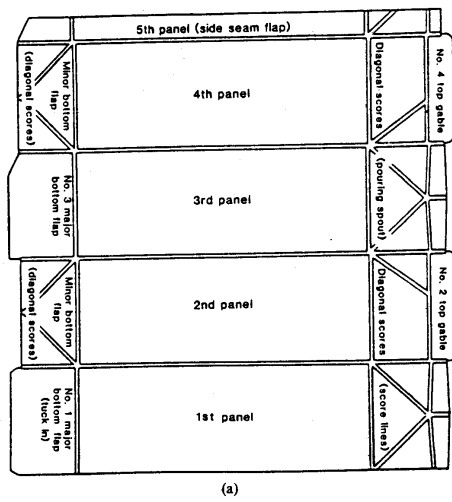 5th panel (side seam flap)
Minor bottom
flap
(diagonal scores)
4th panel
Diagonal scores
No. 4 top gable
No. 3 major
bottom flap
3rd panel
(pouring spout)
Minor bottom
flap
(diagonal scores)
2nd panel
Diagonal scores
No. 2 top gable
No. 1 major
bottom flap
(tuck in)
1st panel
(score lines)
(a)